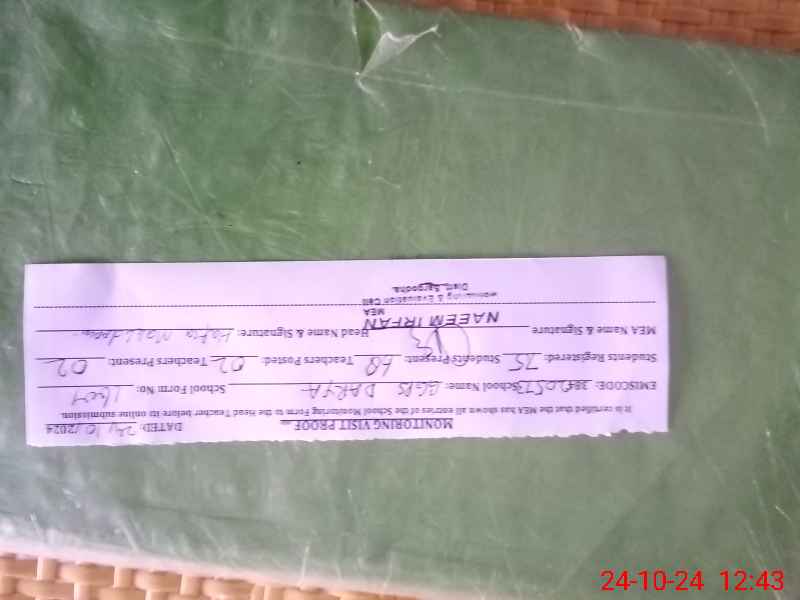 MONITORING VISIT PROOF
DATED: 24/10/2024
It is certified that the MEA has shown all entries of the School Monitoring Form to the Head Teacher before to online submission.
EMISCODE: 38420573 School Name: GGPS DARYA School Form No:
Students Registered: 75 Students Present: 68 Teachers Posted: 02 Teachers Present: 02
MEA Name & Signature Head Name & Signature: Hafza
NAEEM IRFAN
MEA
Monitoring & Evaluation Cell
Distt. Sargodha.
24-10-24 12:43